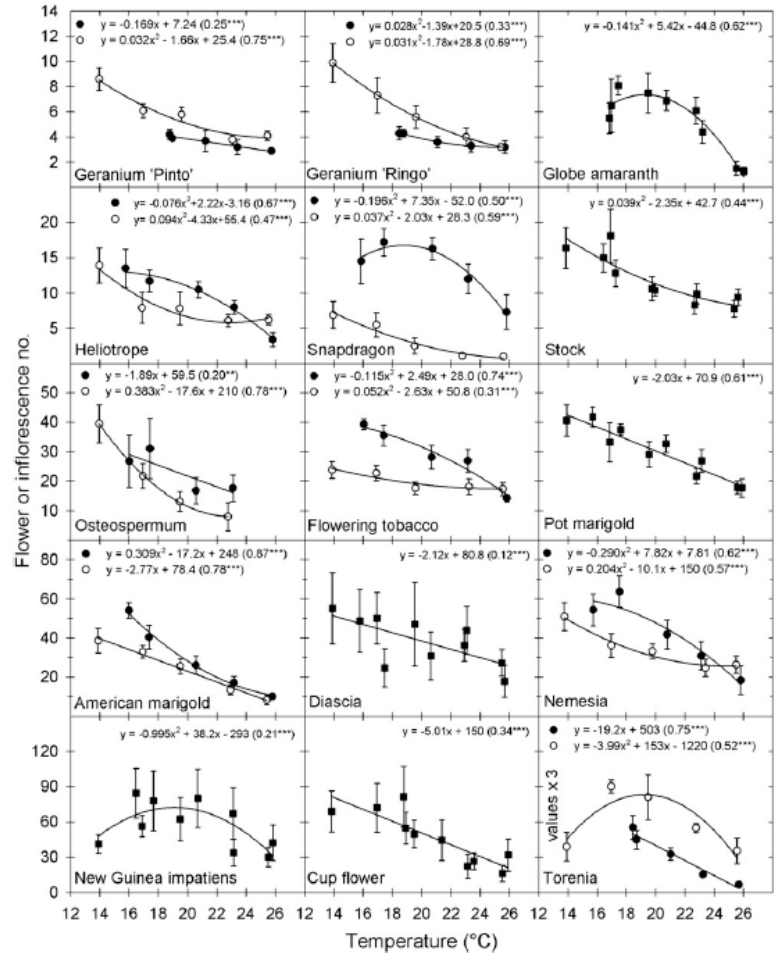 14
12
10
8
6
4
2
● y = -0.169x + 7.24 (0.25***)
○ y = 0.032x² - 1.66x + 25.4 (0.75***)
Geranium 'Pinto'
● y = 0.028x²-1.39x+20.5 (0.33***)
○ y = 0.031x²-1.78x+28.8 (0.69***)
Geranium 'Ringo'
y = -0.141x² + 5.42x - 44.8 (0.62***)
Globe amaranth
20
15
10
5
● y= -0.076x²+2.22x-3.16 (0.67***)
○ y= 0.094x²-4.33x+55.4 (0.47***)
Heliotrope
● y = -0.196x² + 7.35x - 52.0 (0.50***)
○ y = 0.037x² - 2.03x + 28.3 (0.59***)
Snapdragon
y = 0.039x² - 2.35x + 42.7 (0.44***)
Stock
Flower or inflorescence no.
50
40
30
20
10
● y = -1.89x + 59.5 (0.20**)
○ y = 0.383x² - 17.6x + 210 (0.78***)
Osteospermum
● y = -0.115x² + 2.49x + 28.0 (0.74***)
○ y = 0.052x² - 2.63x + 50.8 (0.31***)
Flowering tobacco
y = -2.03x + 70.9 (0.61***)
Pot marigold
80
60
40
20
● y = 0.309x² - 17.2x + 248 (0.87***)
○ y = -2.77x + 78.4 (0.78***)
American marigold
y = -2.12x + 80.8 (0.12***)
Diascia
● y = -0.290x² + 7.82x + 7.81 (0.62***)
○ y = 0.204x² - 10.1x + 150 (0.57***)
Nemesia
120
90
60
30
0
y = -0.995x² + 38.2x - 293 (0.21***)
New Guinea impatiens
y = -5.01x + 150 (0.34***)
Cup flower
values x 3
● y = -19.2x + 503 (0.75***)
○ y = -3.99x² + 153x - 1220 (0.52***)
Torenia
12 14 16 18 20 22 24 26 12 14 16 18 20 22 24 26 12 14 16 18 20 22 24 26 28
Temperature (°C)